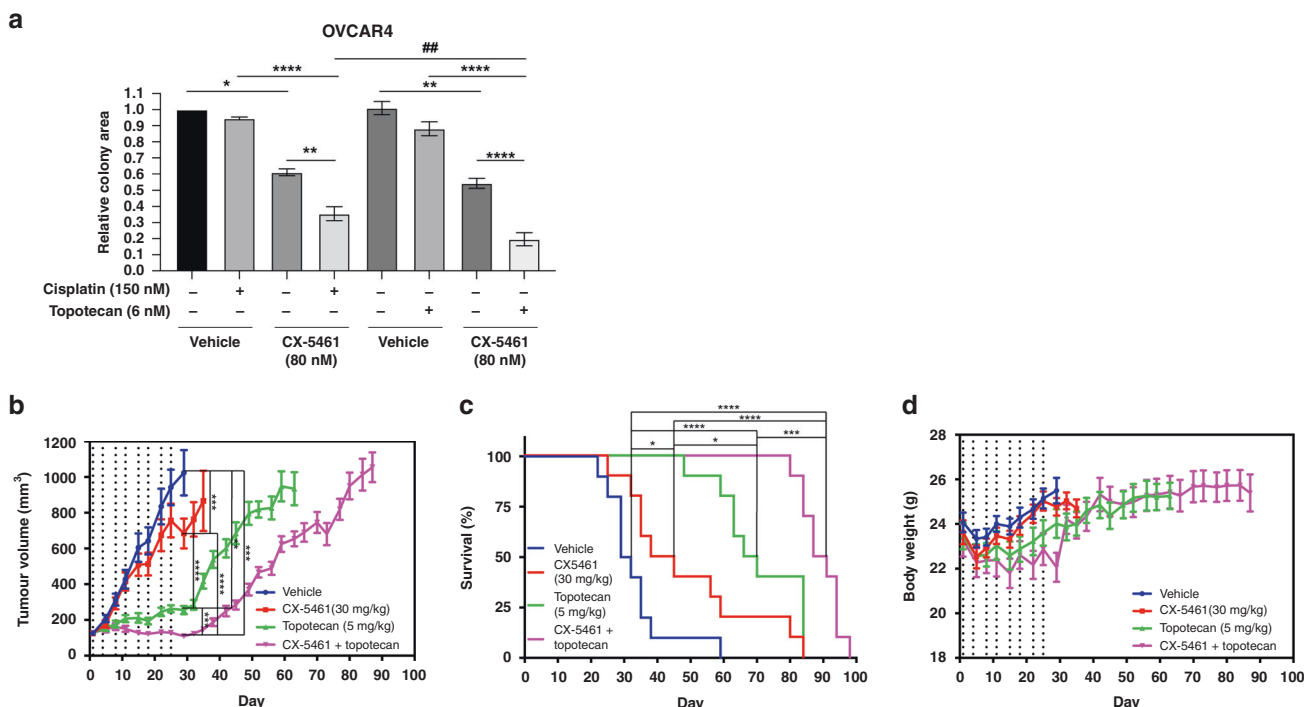 a
OVCAR4
##
**** ****
* **
** ****
Relative colony area
1.1
1.0
0.9
0.8
0.7
0.6
0.5
0.4
0.3
0.2
0.1
0.0
Cisplatin (150 nM) – + – + – – – –
Topotecan (6 nM) – – – – – + – +
Vehicle CX-5461 Vehicle CX-5461
(80 nM) (80 nM)
b
Tumour volume (mm³)
1200
1000
800
600
400
200
0
*** ** ***
**** ****
***
Vehicle
CX-5461(30 mg/kg)
Topotecan (5 mg/kg)
CX-5461 + topotecan
0 10 20 30 40 50 60 70 80 90 100
Day
c
****
****
**** ***
* *
Survival (%)
100
50
0
Vehicle
CX5461
(30 mg/kg)
Topotecan
(5 mg/kg)
CX-5461 +
topotecan
0 10 20 30 40 50 60 70 80 90 100
Day
d
Body weight (g)
28
26
24
22
20
18
Vehicle
CX-5461(30 mg/kg)
Topotecan (5 mg/kg)
CX-5461 + topotecan
0 10 20 30 40 50 60 70 80 90 100
Day